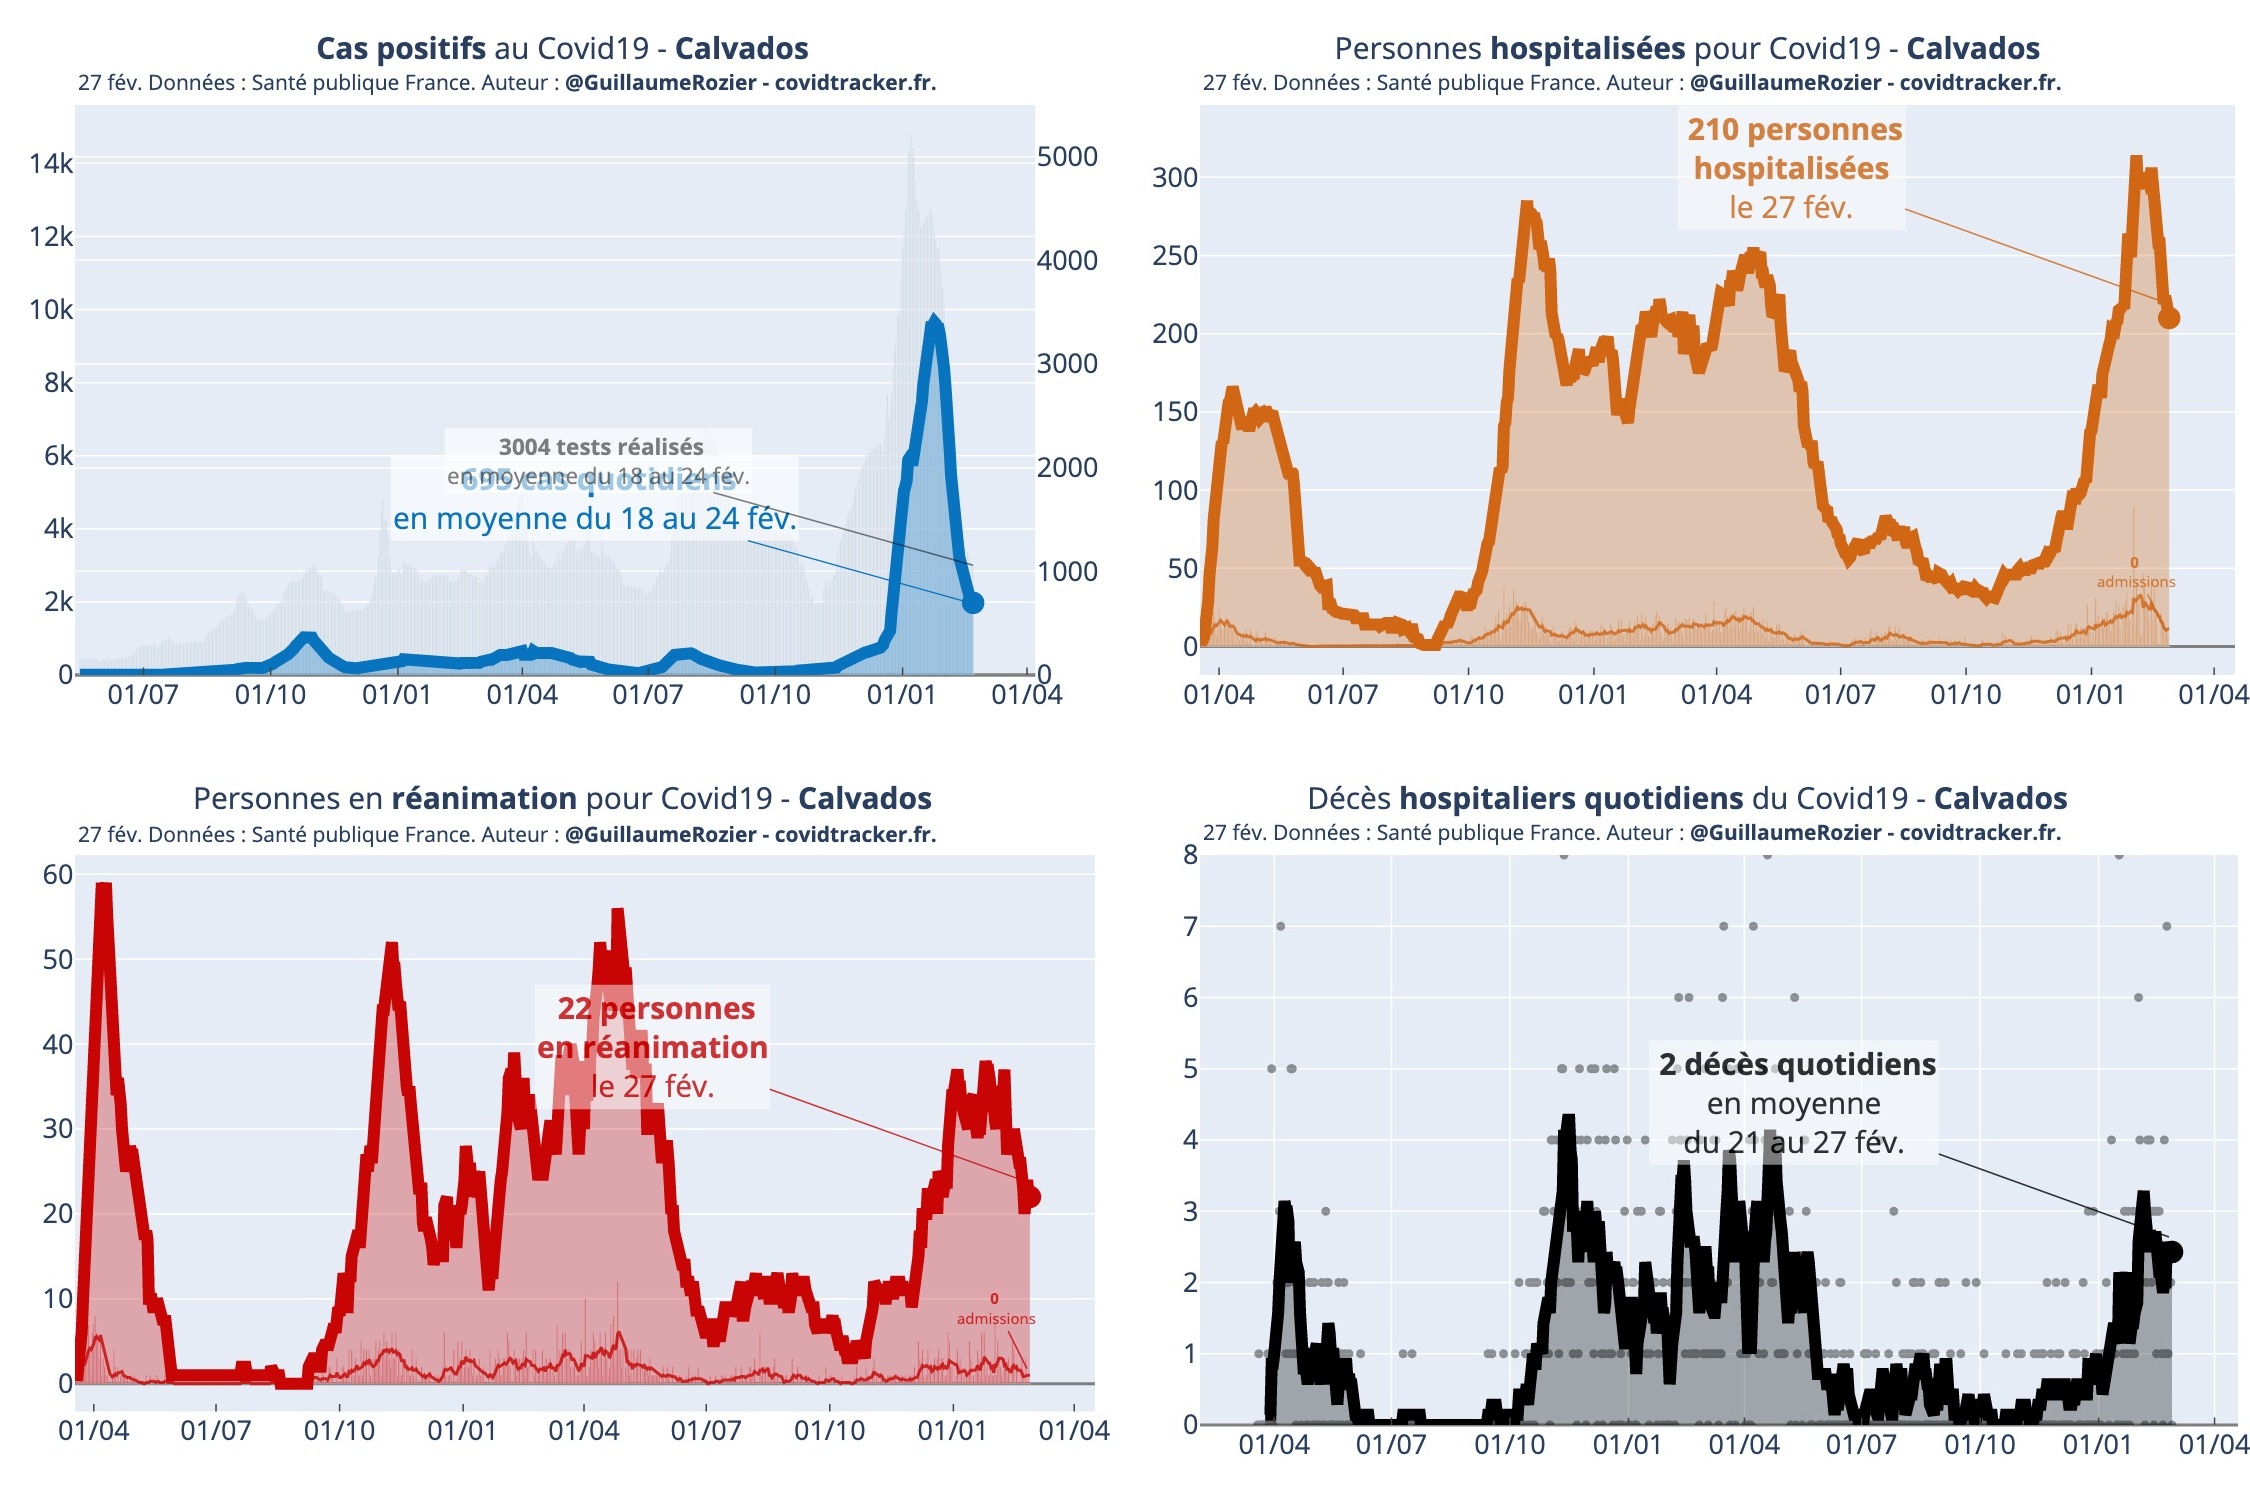 Cas positifs au Covid19 - Calvados
27 fév. Données : Santé publique France. Auteur : @GuillaumeRozier - covidtracker.fr.
14k
12k
10k
8k
6k
4k
2k
0
5000
4000
3000
2000
1000
0
3004 tests réalisés
en moyenne du 18 au 24 fév.
695 cas quotidiens
en moyenne du 18 au 24 fév.
01/07 01/10 01/01 01/04 01/07 01/10 01/01 01/04
Personnes hospitalisées pour Covid19 - Calvados
27 fév. Données : Santé publique France. Auteur : @GuillaumeRozier - covidtracker.fr.
300
250
200
150
100
50
0
210 personnes
hospitalisées
le 27 fév.
0
admissions
01/04 01/07 01/10 01/01 01/04 01/07 01/10 01/01 01/04
Personnes en réanimation pour Covid19 - Calvados
27 fév. Données : Santé publique France. Auteur : @GuillaumeRozier - covidtracker.fr.
60
50
40
30
20
10
0
22 personnes
en réanimation
le 27 fév.
0
admissions
01/04 01/07 01/10 01/01 01/04 01/07 01/10 01/01 01/04
Décès hospitaliers quotidiens du Covid19 - Calvados
27 fév. Données : Santé publique France. Auteur : @GuillaumeRozier - covidtracker.fr.
8
7
6
5
4
3
2
1
0
2 décès quotidiens
en moyenne
du 21 au 27 fév.
01/04 01/07 01/10 01/01 01/04 01/07 01/10 01/01 01/04